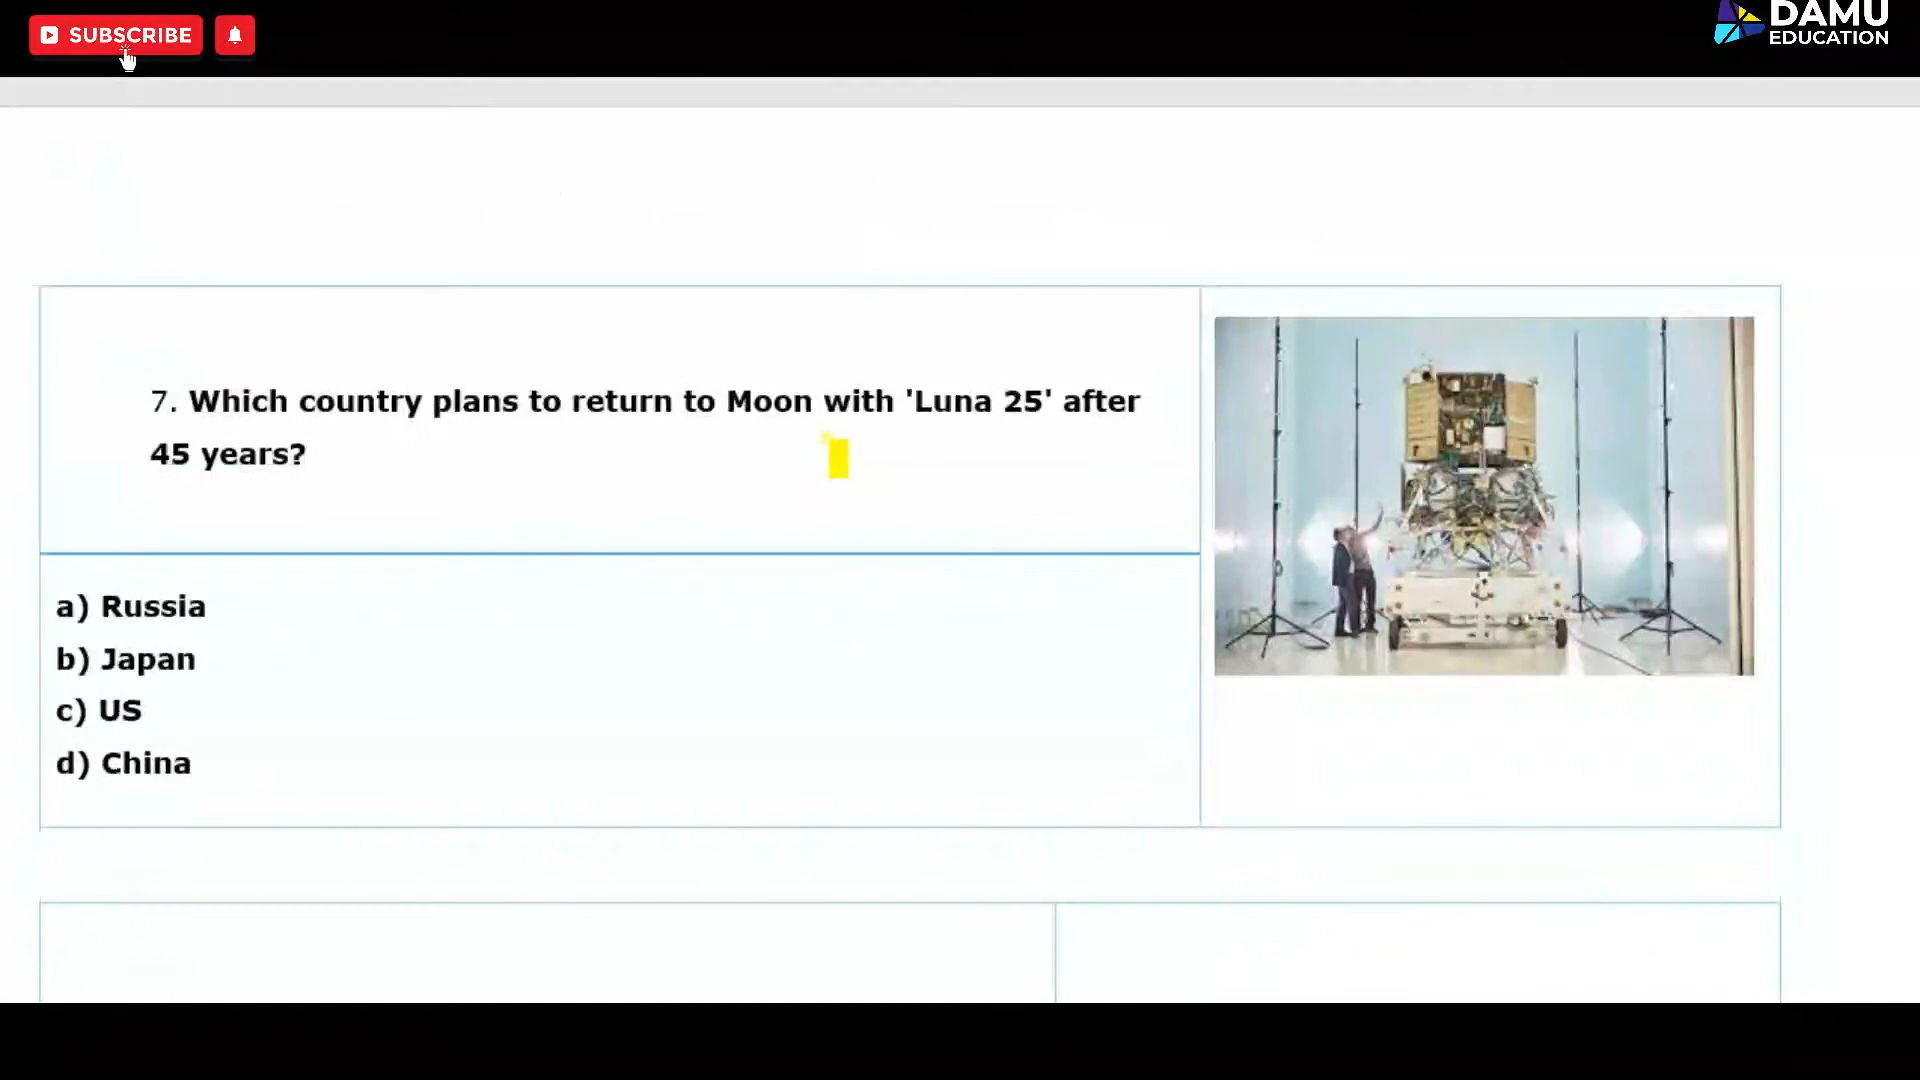 SUBSCRIBE
DAMU
EDUCATION
7. Which country plans to return to Moon with 'Luna 25' after
45 years?
a) Russia
b) Japan
c) US
d) China